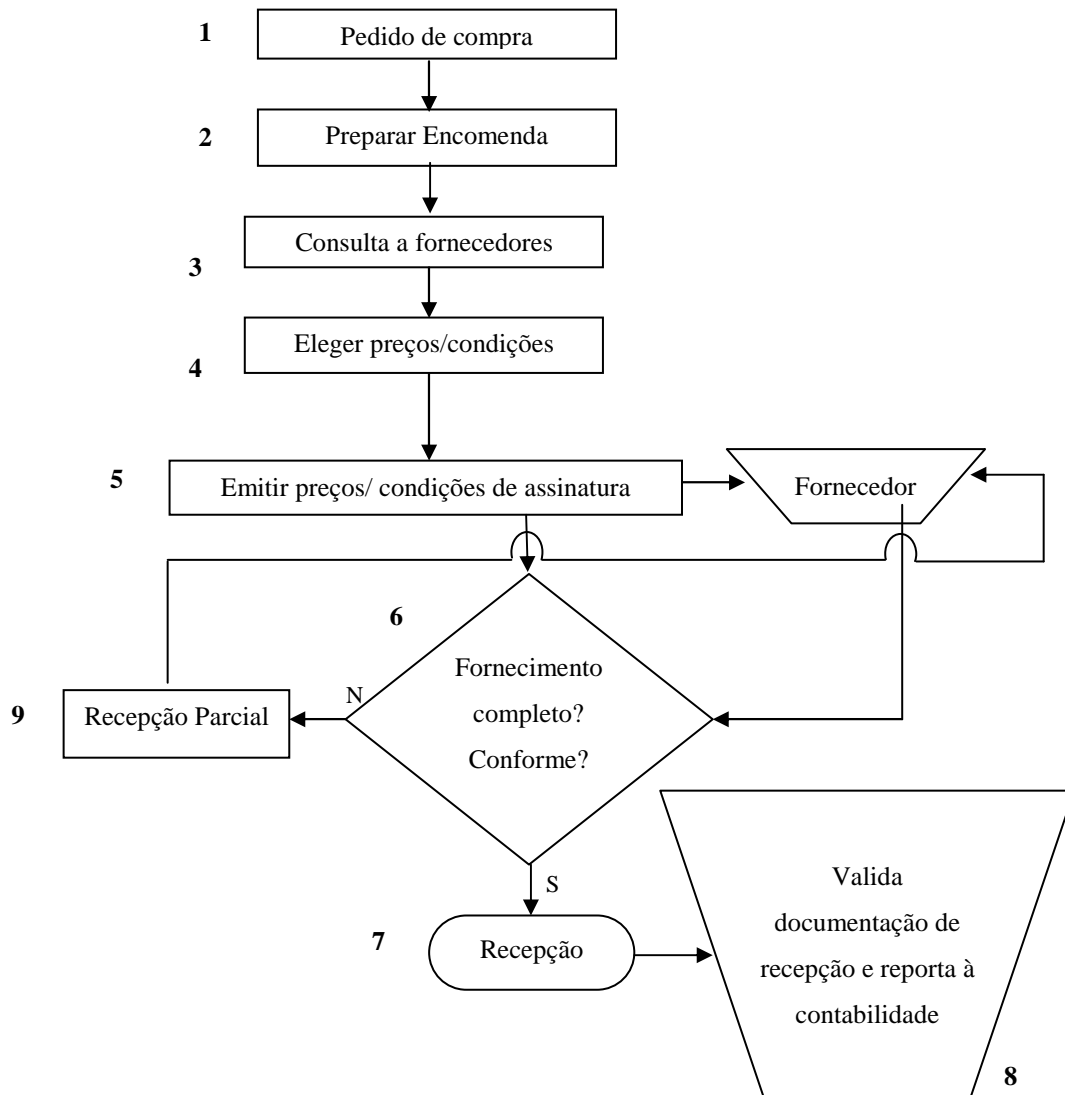 1
Pedido de compra
2
Preparar Encomenda
3
Consulta a fornecedores
4
Eleger preços/condições
5
Emitir preços/ condições de assinatura
Fornecedor
6
Fornecimento
completo?
Conforme?
N
9
Recepção Parcial
S
7
Recepção
Valida
documentação de
recepção e reporta à
contabilidade
8